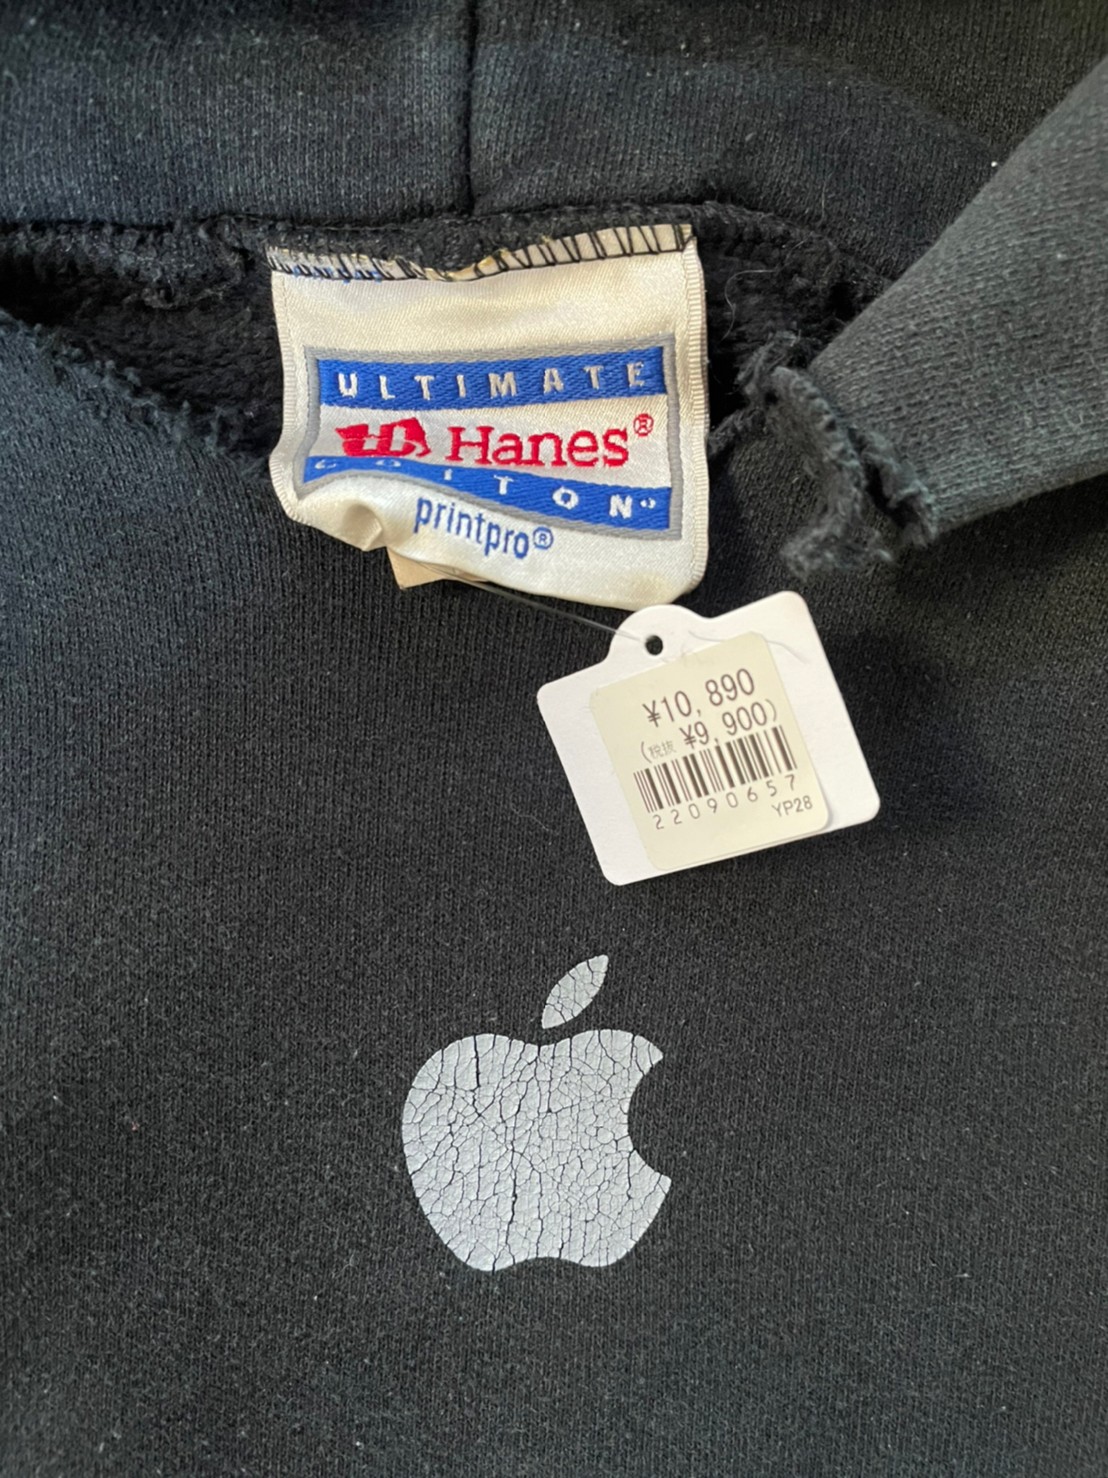 ULTIMATE
Hanes®
COTTON
printpro®
¥10,890
(税抜 ¥9,900)
22090657
YP28